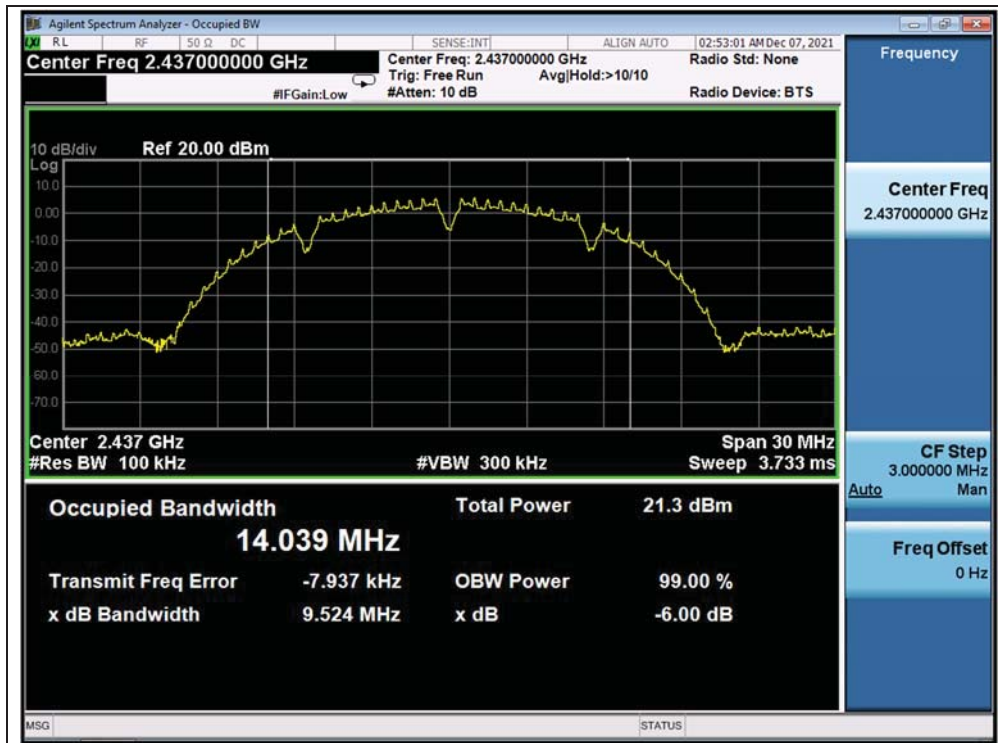 Agilent Spectrum Analyzer - Occupied BW
LXI RL RF 50 Ω DC SENSE:INT ALIGN AUTO 02:53:01 AM Dec 07, 2021
Center Freq 2.437000000 GHz
Center Freq: 2.437000000 GHz Radio Std: None
Trig: Free Run Avg|Hold:>10/10
#IFGain:Low #Atten: 10 dB Radio Device: BTS
10 dB/div Ref 20.00 dBm
Log
10.0
0.00
-10.0
-20.0
-30.0
-40.0
-50.0
-60.0
-70.0
Center 2.437 GHz Span 30 MHz
#Res BW 100 kHz #VBW 300 kHz Sweep 3.733 ms
Occupied Bandwidth Total Power 21.3 dBm
14.039 MHz
Transmit Freq Error -7.937 kHz OBW Power 99.00 %
x dB Bandwidth 9.524 MHz x dB -6.00 dB
MSG STATUS
Frequency
Center Freq
2.437000000 GHz
CF Step
3.000000 MHz
Auto Man
Freq Offset
0 Hz